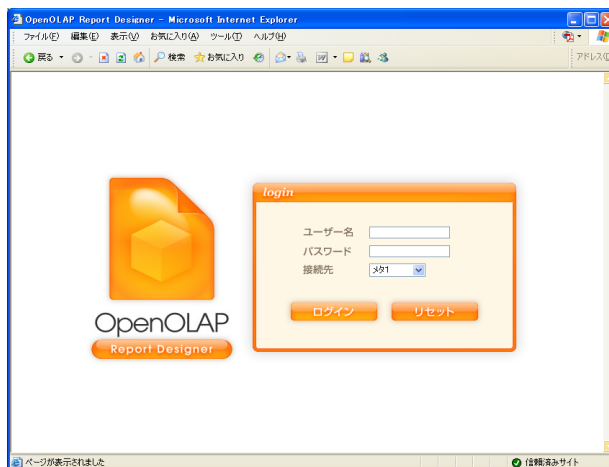 OpenOLAP Report Designer - Microsoft Internet Explorer
ファイル(F) 編集(E) 表示(V) お気に入り(A) ツール(T) ヘルプ(H)
戻る 検索 お気に入り アドレス(D
login
ユーザー名
パスワード
接続先 メタ1
ログイン リセット
OpenOLAP
Report Designer
ページが表示されました 信頼済みサイト